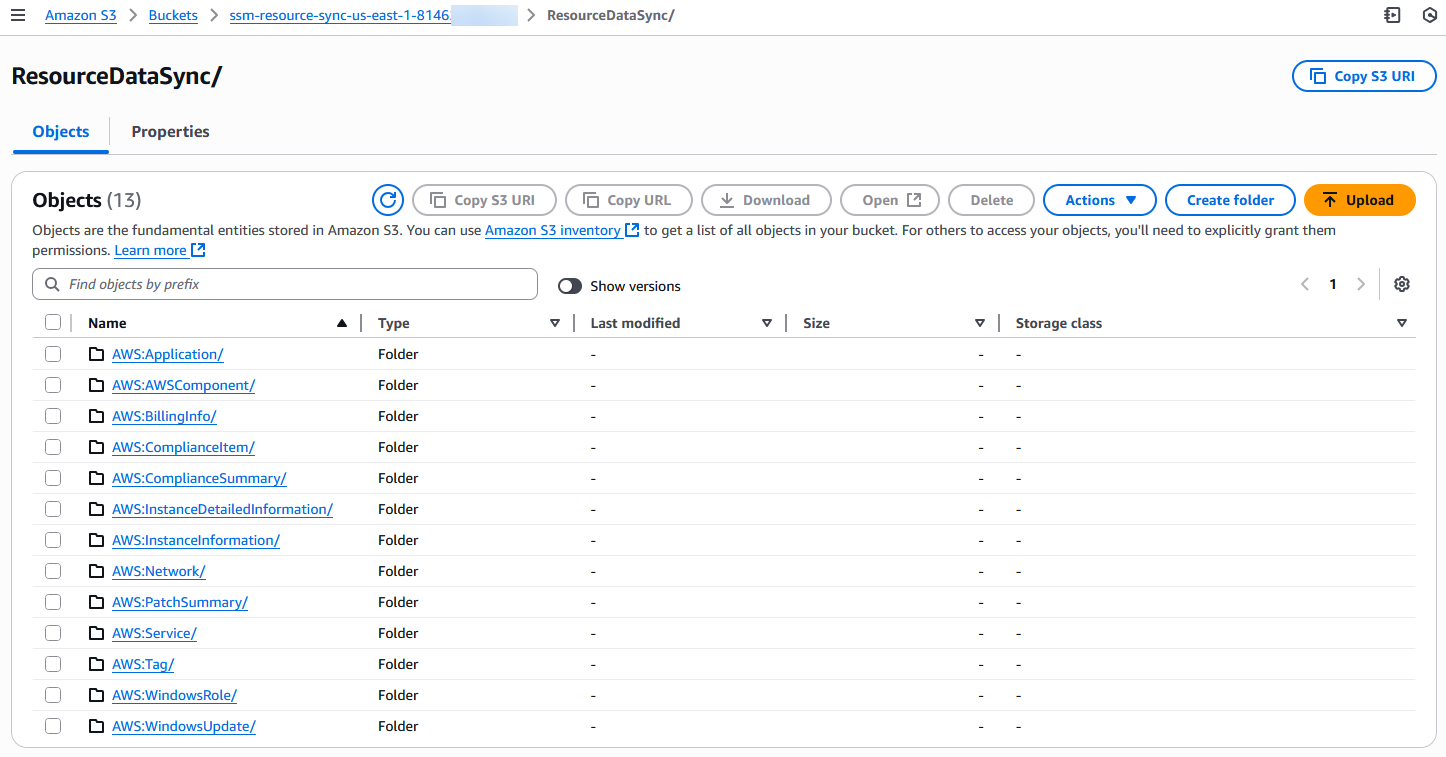 Amazon S3 > Buckets > ssm-resource-sync-us-east-1-8146 > ResourceDataSync/
ResourceDataSync/
Copy S3 URI
Objects Properties
Objects (13) Copy S3 URI Copy URL Download Open Delete Actions Create folder Upload
Objects are the fundamental entities stored in Amazon S3. You can use Amazon S3 inventory to get a list of all objects in your bucket. For others to access your objects, you'll need to explicitly grant them
permissions. Learn more
Find objects by prefix Show versions 1
Name Type Last modified Size Storage class
AWS:Application/ Folder - - -
AWS:AWSComponent/ Folder - - -
AWS:BillingInfo/ Folder - - -
AWS:ComplianceItem/ Folder - - -
AWS:ComplianceSummary/ Folder - - -
AWS:InstanceDetailedInformation/ Folder - - -
AWS:InstanceInformation/ Folder - - -
AWS:Network/ Folder - - -
AWS:PatchSummary/ Folder - - -
AWS:Service/ Folder - - -
AWS:Tag/ Folder - - -
AWS:WindowsRole/ Folder - - -
AWS:WindowsUpdate/ Folder - - -